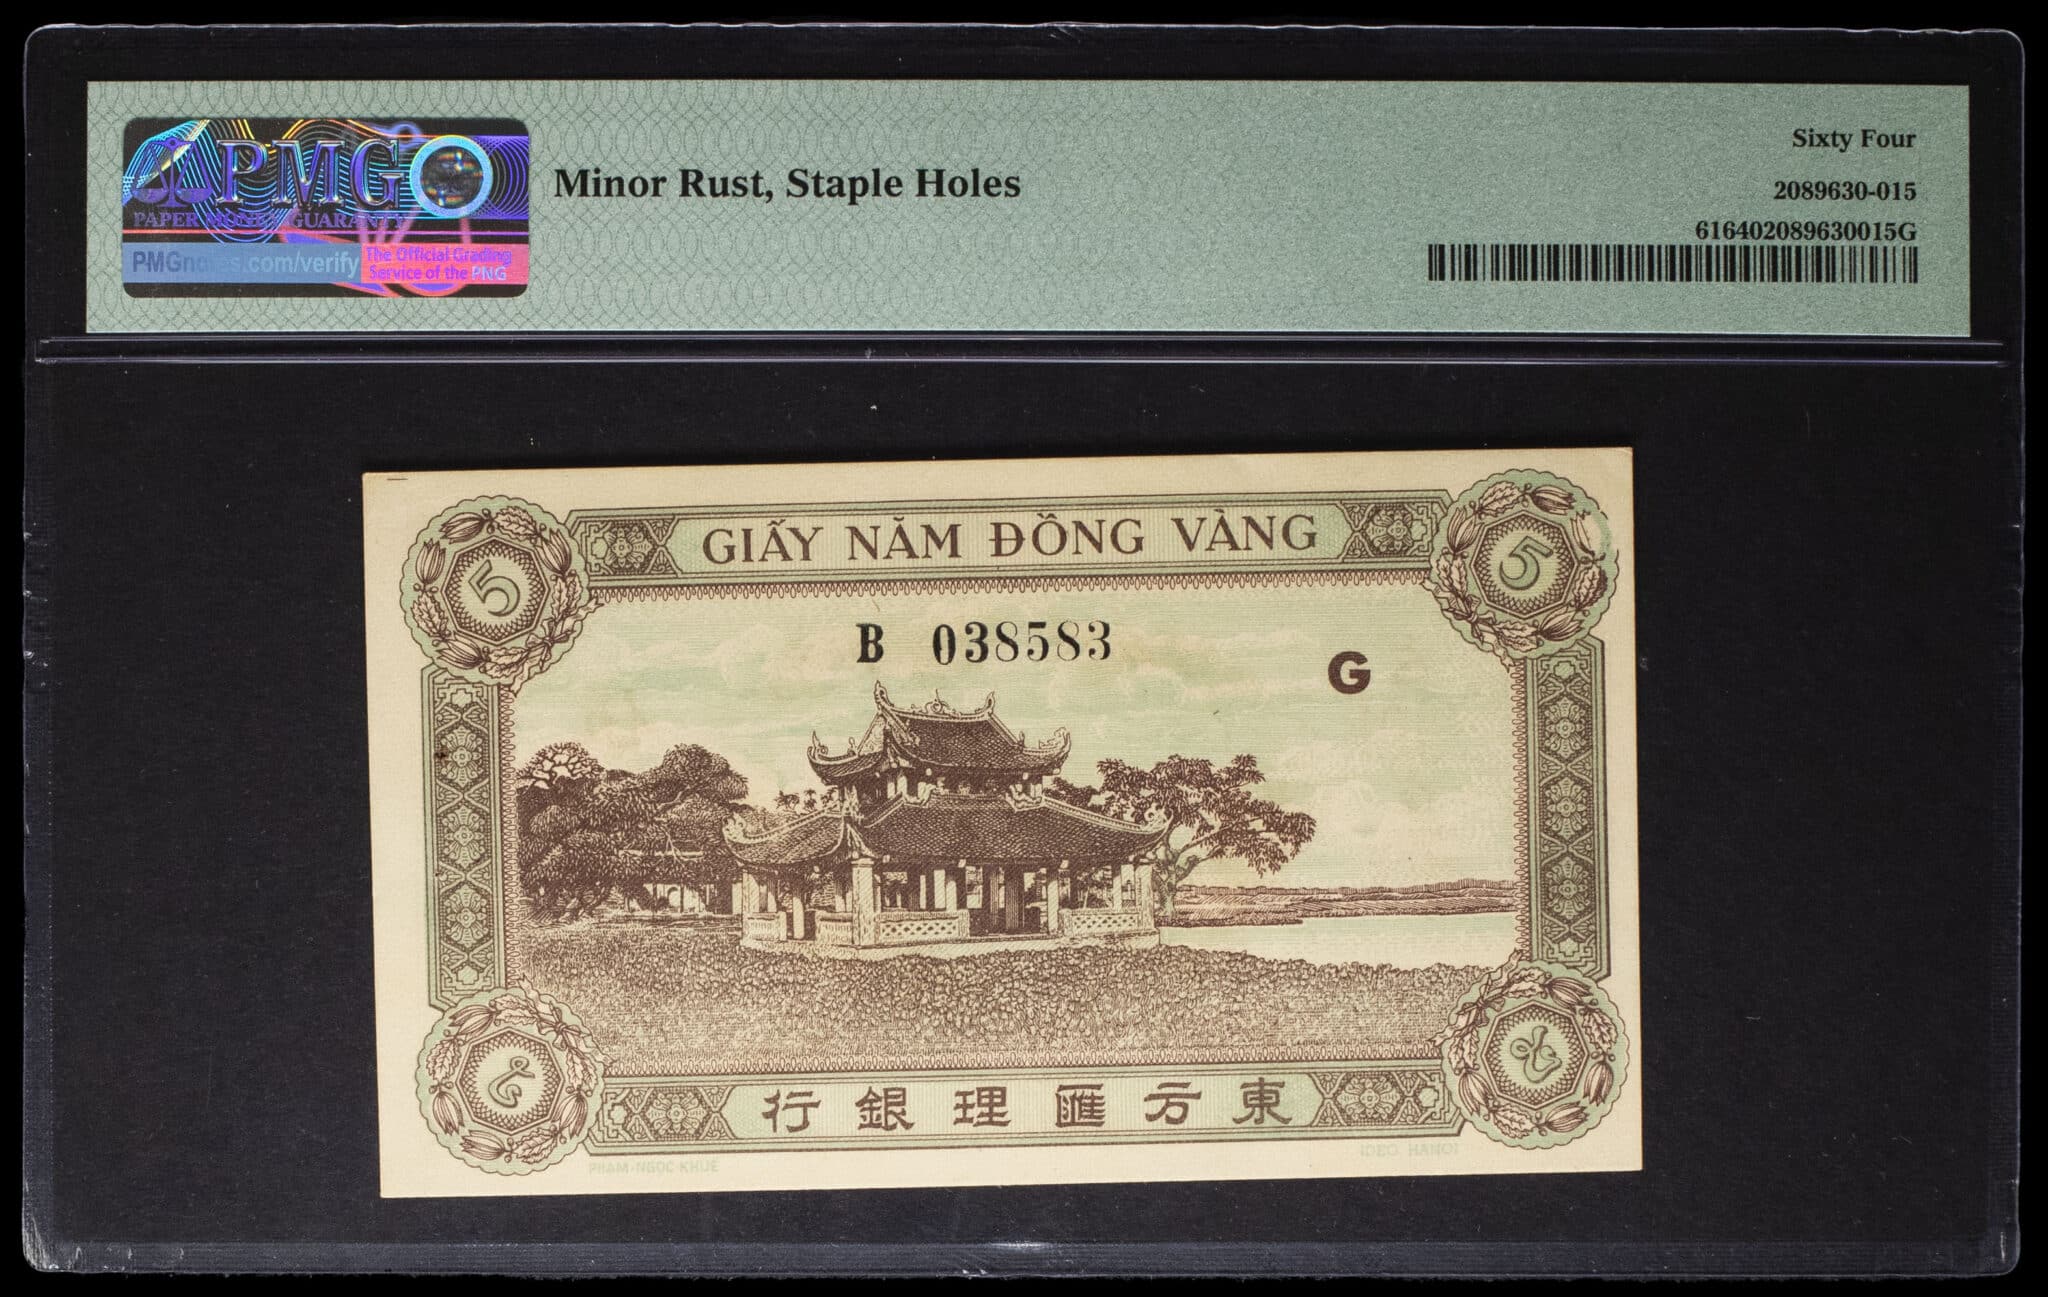 PMG
PAPER MONEY GUARANTY
PMGnotes.com/verify
The Official Grading
Service of the PNG
Minor Rust, Staple Holes
Sixty Four
2089630-015
616402089630015G
GIẤY NĂM ĐỒNG VÀNG
5
5
B 038583
G
៥
行銀理匯方東
PHAM-NGOC-KHUE
IDEO HANOI